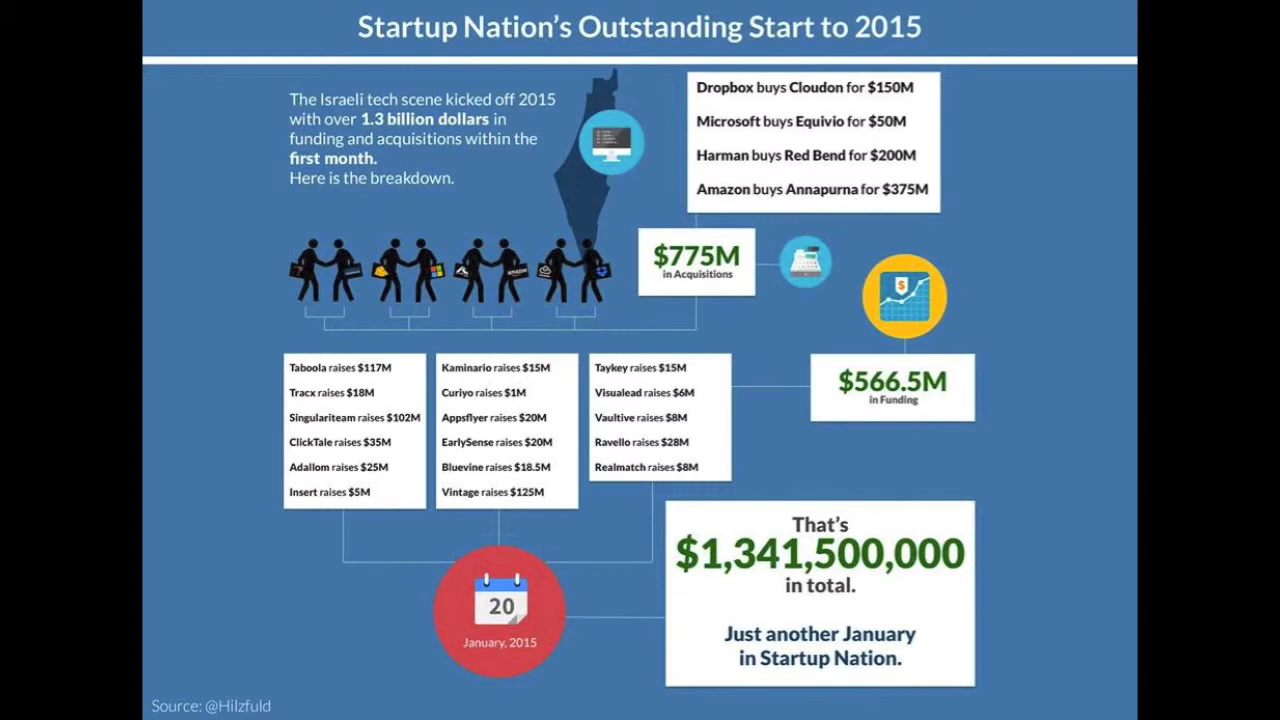 Startup Nation's Outstanding Start to 2015
The Israeli tech scene kicked off 2015
with over 1.3 billion dollars in
funding and acquisitions within the
first month.
Here is the breakdown.
Dropbox buys Cloudon for $150M
Microsoft buys Equivio for $50M
Harman buys Red Bend for $200M
Amazon buys Annapurna for $375M
$775M
in Acquisitions
amazon
$566.5M
in Funding
Taboola raises $117M
Tracx raises $18M
Singulariteam raises $102M
ClickTale raises $35M
Adallom raises $25M
Insert raises $5M
Kaminario raises $15M
Curiyo raises $1M
Appsflyer raises $20M
EarlySense raises $20M
Bluevine raises $18.5M
Vintage raises $125M
Taykey raises $15M
Visualead raises $6M
Vaultive raises $8M
Ravello raises $28M
Realmatch raises $8M
20
January, 2015
That's
$1,341,500,000
in total.
Just another January
in Startup Nation.
Source: @Hilzfuld